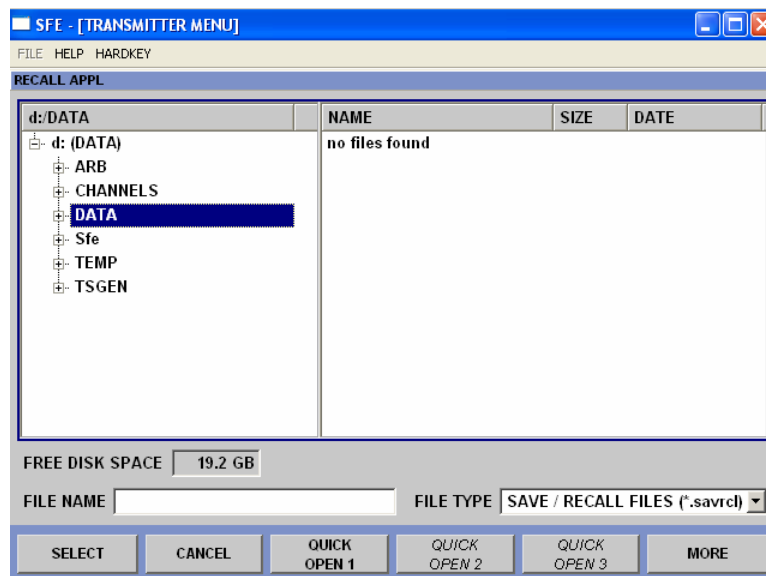 SFE - [TRANSMITTER MENU]
FILE HELP HARDKEY
RECALL APPL
d:/DATA NAME SIZE DATE
d: (DATA) no files found
ARB
CHANNELS
DATA
Sfe
TEMP
TSGEN
FREE DISK SPACE 19.2 GB
FILE NAME FILE TYPE SAVE / RECALL FILES (*.savrcl)
SELECT CANCEL QUICK OPEN 1 QUICK OPEN 2 QUICK OPEN 3 MORE